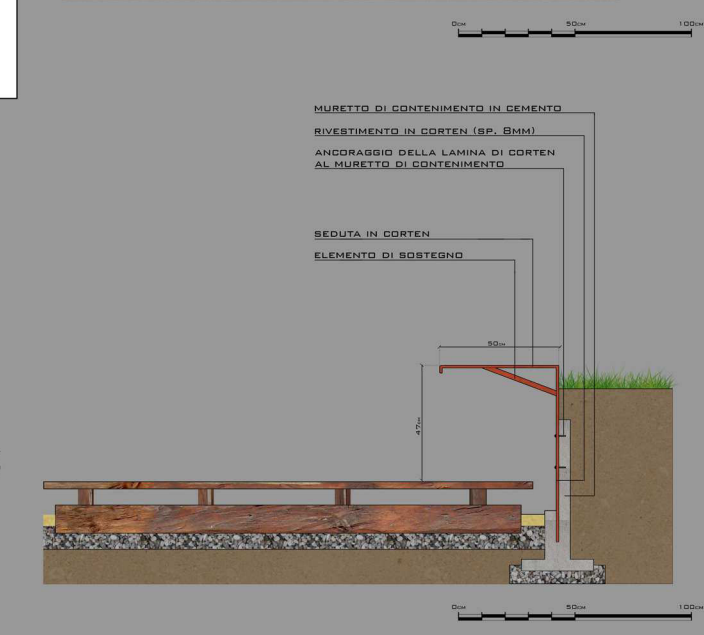 0cm 50cm 100cm
MURETTO DI CONTENIMENTO IN CEMENTO
RIVESTIMENTO IN CORTEN (SP. 8MM)
ANCORAGGIO DELLA LAMINA DI CORTEN
AL MURETTO DI CONTENIMENTO
SEDUTA IN CORTEN
ELEMENTO DI SOSTEGNO
50cm
47cm
0cm 50cm 100cm